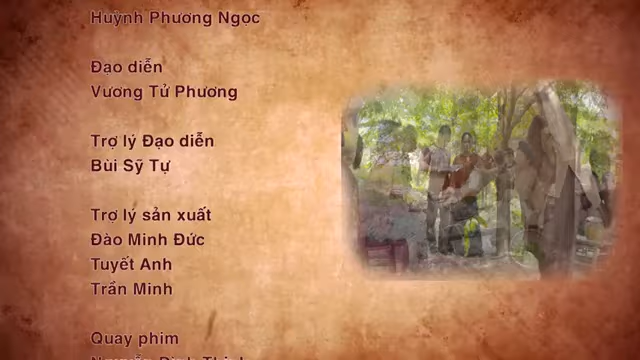 Huỳnh Phương Ngọc
Đạo diễn
Vương Tử Phương
Trợ lý Đạo diễn
Bùi Sỹ Tự
Trợ lý sản xuất
Đào Minh Đức
Tuyết Anh
Trần Minh
Quay phim